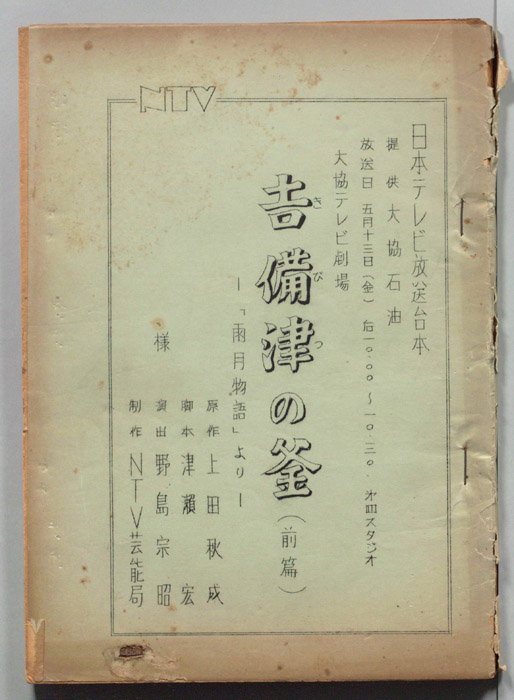 NTV
日本テレビ放送台本
提供 大協石油
放送日 五月十三日(金) 后一〇.〇〇〜一〇.三〇. 第四スタジオ
大協テレビ劇場
吉備津の釜(前篇)
きびつ
—「雨月物語」より—
原作 上田秋成
脚本 津瀬宏
演出 野島宗昭
制作 NTV芸能局
様
V